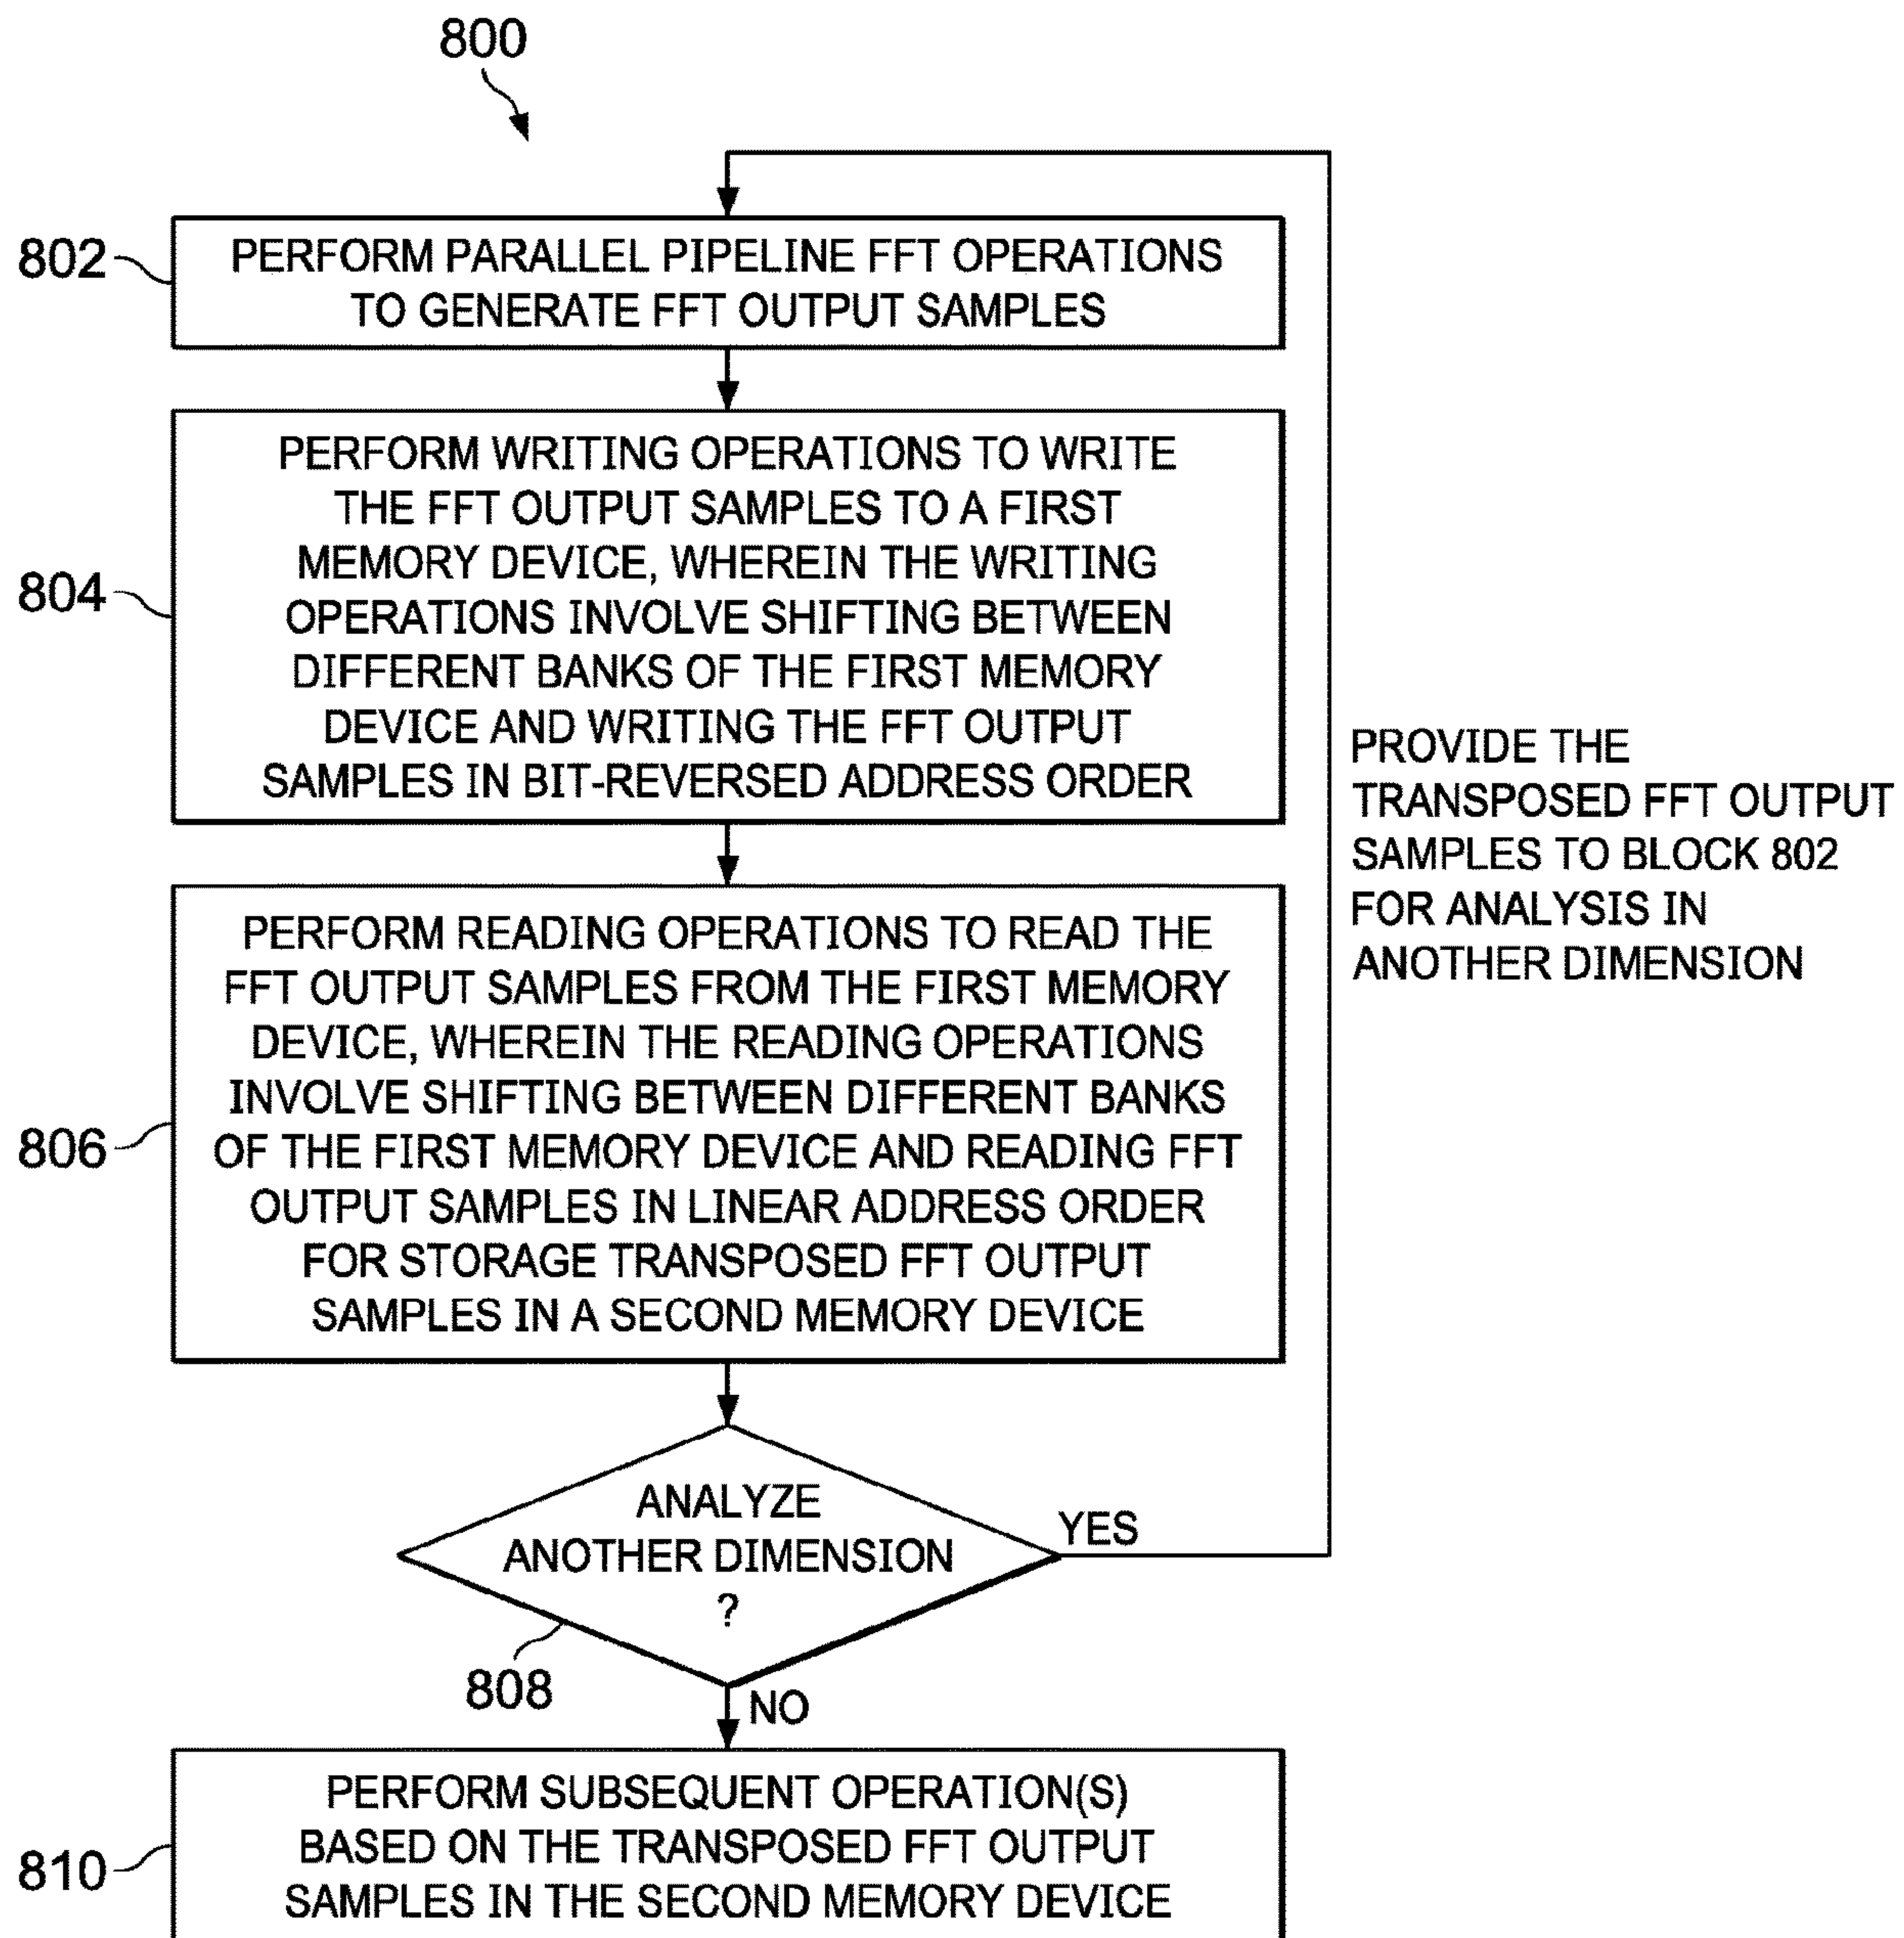 800
802
PERFORM PARALLEL PIPELINE FFT OPERATIONS
TO GENERATE FFT OUTPUT SAMPLES
804
PERFORM WRITING OPERATIONS TO WRITE
THE FFT OUTPUT SAMPLES TO A FIRST
MEMORY DEVICE, WHEREIN THE WRITING
OPERATIONS INVOLVE SHIFTING BETWEEN
DIFFERENT BANKS OF THE FIRST MEMORY
DEVICE AND WRITING THE FFT OUTPUT
SAMPLES IN BIT-REVERSED ADDRESS ORDER
PROVIDE THE
TRANSPOSED FFT OUTPUT
SAMPLES TO BLOCK 802
FOR ANALYSIS IN
ANOTHER DIMENSION
806
PERFORM READING OPERATIONS TO READ THE
FFT OUTPUT SAMPLES FROM THE FIRST MEMORY
DEVICE, WHEREIN THE READING OPERATIONS
INVOLVE SHIFTING BETWEEN DIFFERENT BANKS
OF THE FIRST MEMORY DEVICE AND READING FFT
OUTPUT SAMPLES IN LINEAR ADDRESS ORDER
FOR STORAGE TRANSPOSED FFT OUTPUT
SAMPLES IN A SECOND MEMORY DEVICE
ANALYZE
ANOTHER DIMENSION
?
YES
808
NO
810
PERFORM SUBSEQUENT OPERATION(S)
BASED ON THE TRANSPOSED FFT OUTPUT
SAMPLES IN THE SECOND MEMORY DEVICE